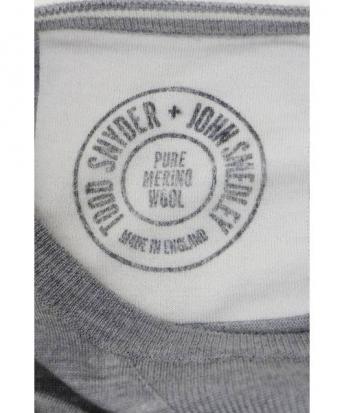 TODD SNYDER + JOHN SMEDLEY
PURE
MERINO
WOOL
MADE IN ENGLAND